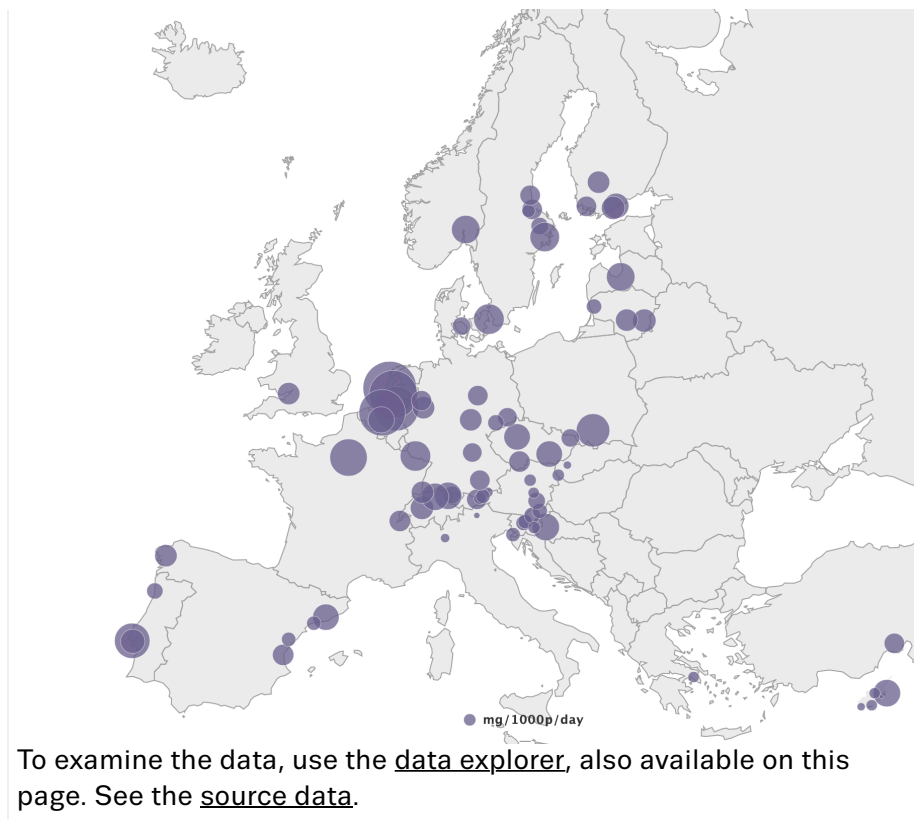 mg/1000p/day
To examine the data, use the data explorer, also available on this
page. See the source data.